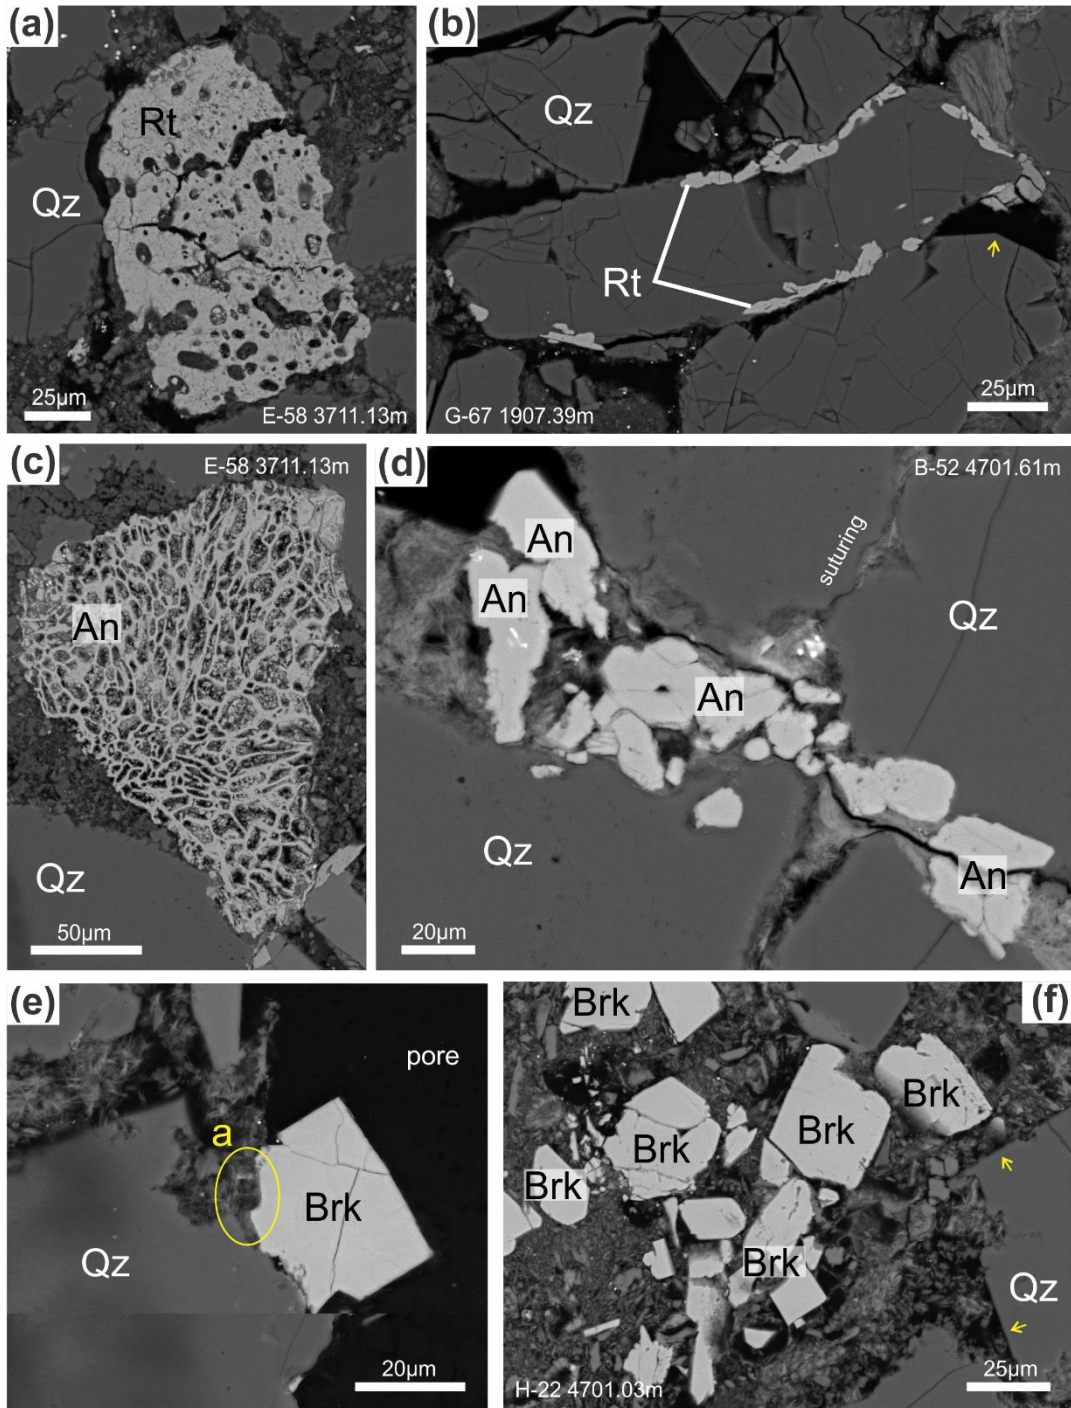 (a)
Rt
Qz
25µm
E-58 3711.13m
(b)
Qz
Rt
G-67 1907.39m
25µm
(c)
E-58 3711.13m
An
Qz
50µm
(d)
B-52 4701.61m
An
An
suturing
Qz
An
Qz
An
20µm
(e)
pore
a
Brk
Qz
20µm
(f)
Brk
Brk
Brk
Brk
Brk
Brk
Qz
H-22 4701.03m
25µm